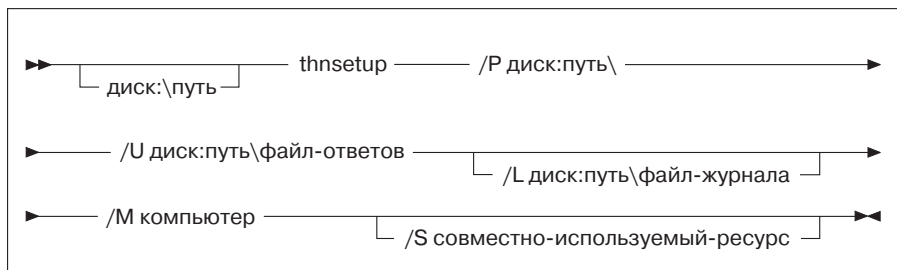 thnsetup /P диск:путь\
диск:\путь
/U диск:путь\файл-ответов
/L диск:путь\файл-журнала
/M компьютер
/S совместно-используемый-ресурс